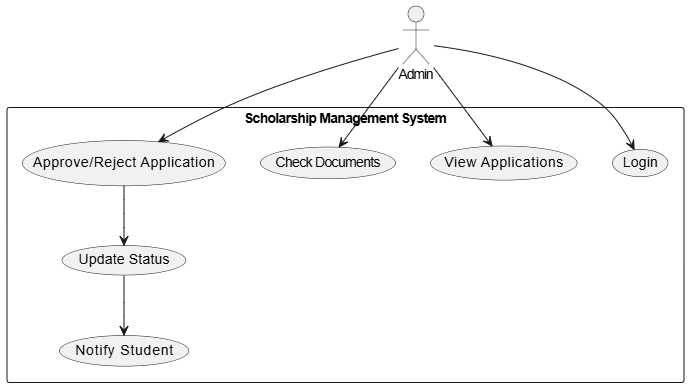 Admin
Scholarship Management System
Approve/Reject Application
Check Documents
View Applications
Login
Update Status
Notify Student